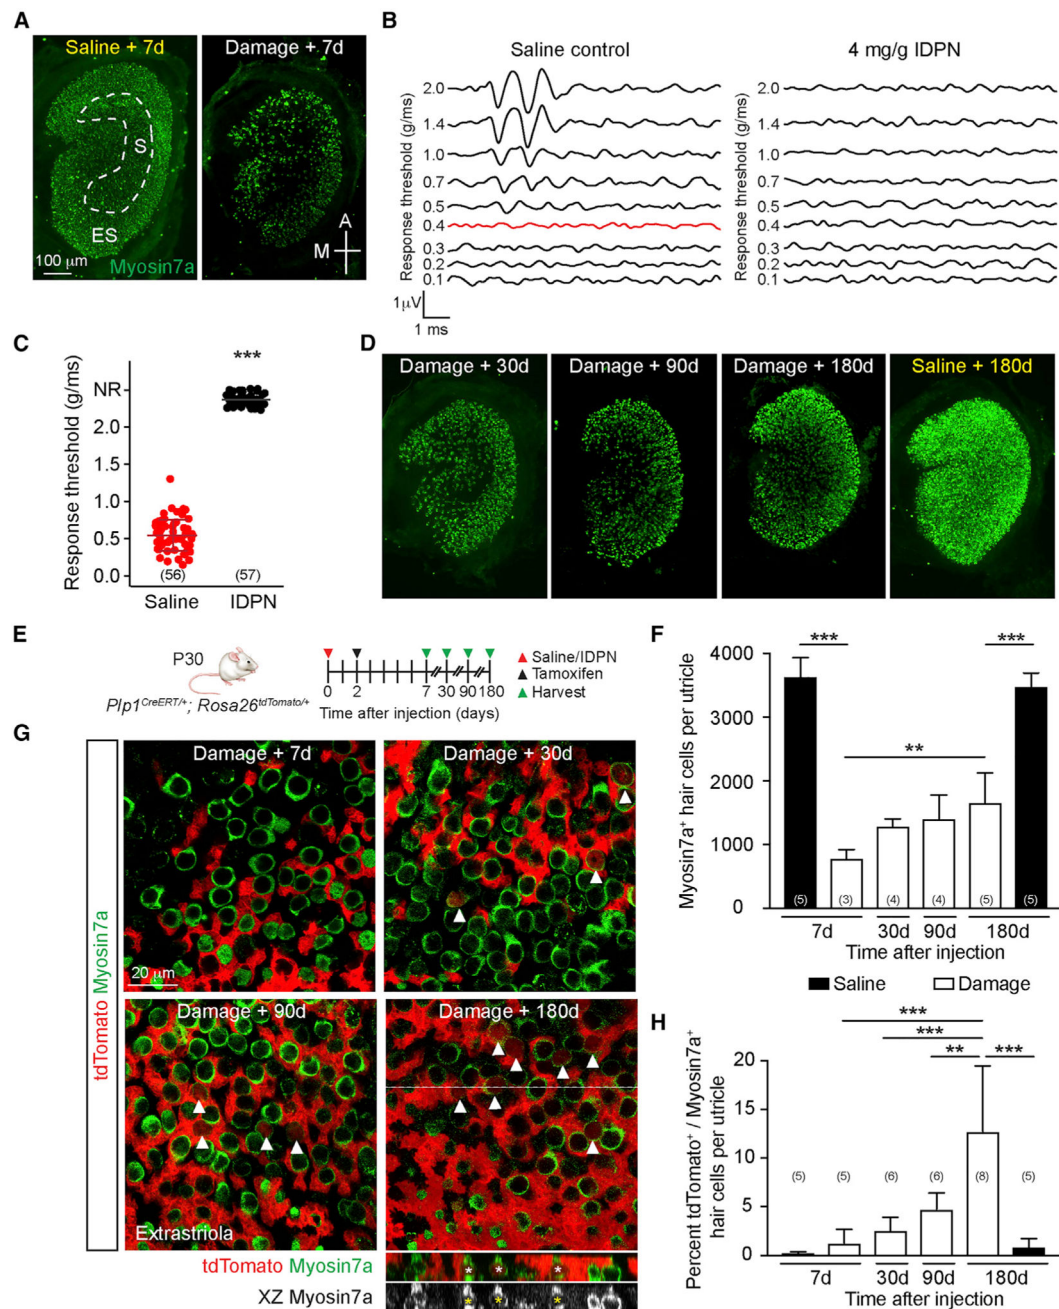 A
Saline + 7d
Damage + 7d
S
ES
A
M
100 µm
Myosin7a
B
Saline control
4 mg/g IDPN
Response threshold (g/ms)
2.0
1.4
1.0
0.7
0.5
0.4
0.3
0.2
0.1
1µV
1 ms
Response threshold (g/ms)
2.0
1.4
1.0
0.7
0.5
0.4
0.3
0.2
0.1
C
Response threshold (g/ms)
***
NR
2.0
1.5
1.0
0.5
0.0
(56)
(57)
Saline
IDPN
D
Damage + 30d
Damage + 90d
Damage + 180d
Saline + 180d
E
P30
Plp1CreERT/+; Rosa26tdTomato/+
0 2 7 30 90 180
Time after injection (days)
Saline/IDPN
Tamoxifen
Harvest
F
Myosin7a+ hair cells per utricle
4000
3000
2000
1000
0
***
**
***
(5) (3) (4) (4) (5) (5)
7d 30d 90d 180d
Time after injection
Saline Damage
G
tdTomato Myosin7a
Damage + 7d
Damage + 30d
20 µm
Damage + 90d
Damage + 180d
Extrastriola
tdTomato Myosin7a
* * *
XZ Myosin7a
* * *
H
Percent tdTomato+ / Myosin7a+
hair cells per utricle
20
15
10
5
0
***
***
** ***
(5) (5) (6) (6) (8) (5)
7d 30d 90d 180d
Time after injection